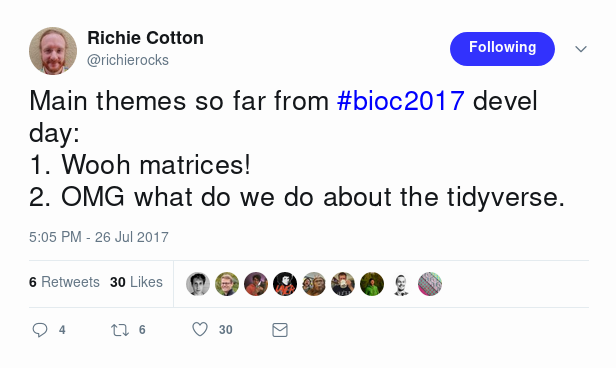 Richie Cotton
@richierocks
Following
Main themes so far from #bioc2017 devel
day:
1. Wooh matrices!
2. OMG what do we do about the tidyverse.
5:05 PM - 26 Jul 2017
6 Retweets 30 Likes
4 6 30